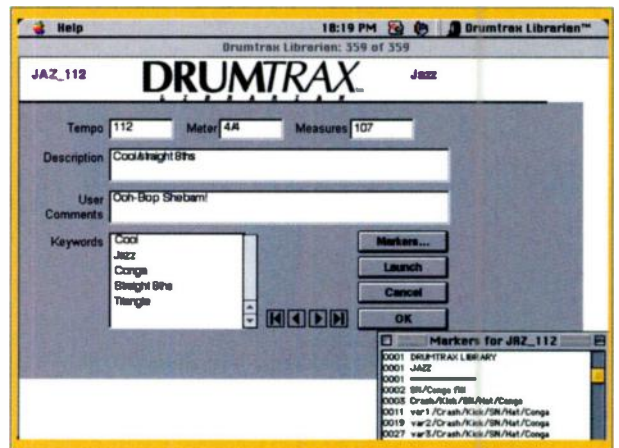 Help 18:19 PM Drumtrax Librarian™
Drumtrax Librarian: 359 of 359
JAZ_112 DRUMTRAX™ Jazz
LIBRARIAN
Tempo 112 Meter 4/4 Measures 107
Description Cool/straight 8ths
User Comments Ooh-Bop Shebam!
Keywords Cool
Jazz
Conga
Straight 8ths
Triangle
Markers...
Launch
Cancel
OK
Markers for JAZ_112
0001 DRUMTRAX LIBRARY
0001 JAZZ
0001
0002 SN/Conga fill
0003 Crash/Kick/SN/Hat/Conga
0011 var1/Crash/Kick/SN/Hat/Conga
0019 var2/Crash/Kick/SN/Hat/Conga
0027 var3/Crash/Kick/SN/Hat/Conga